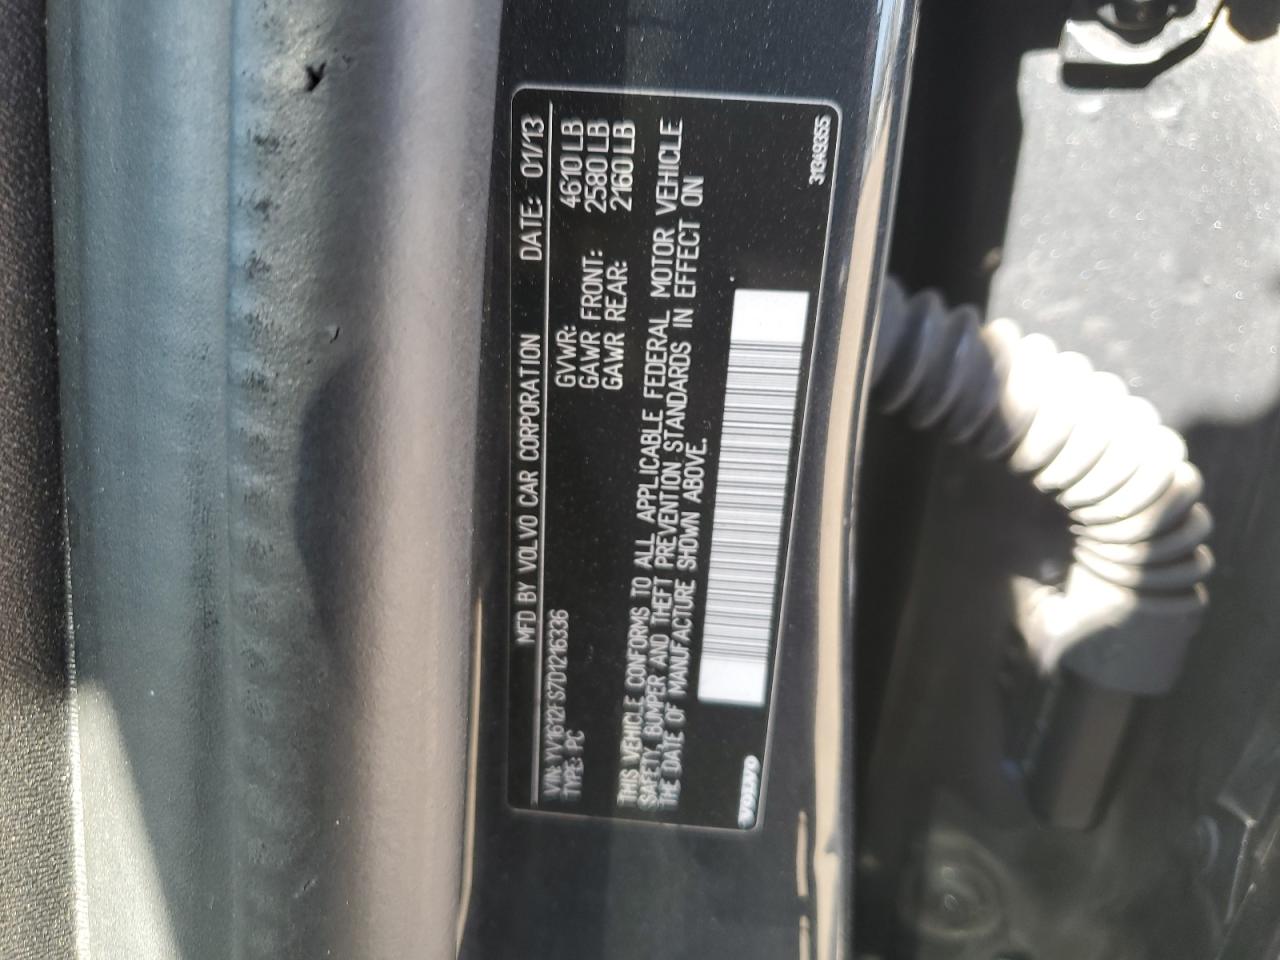 MFD BY VOLVO CAR CORPORATION DATE: 01/13
VIN: YV1612FS7D1216336 GVWR: 4610 LB
TYPE: PC GAWR FRONT: 2580 LB
GAWR REAR: 2160 LB
THIS VEHICLE CONFORMS TO ALL APPLICABLE FEDERAL MOTOR VEHICLE
SAFETY, BUMPER AND THEFT PREVENTION STANDARDS IN EFFECT ON
THE DATE OF MANUFACTURE SHOWN ABOVE.
VOLVO 31349355